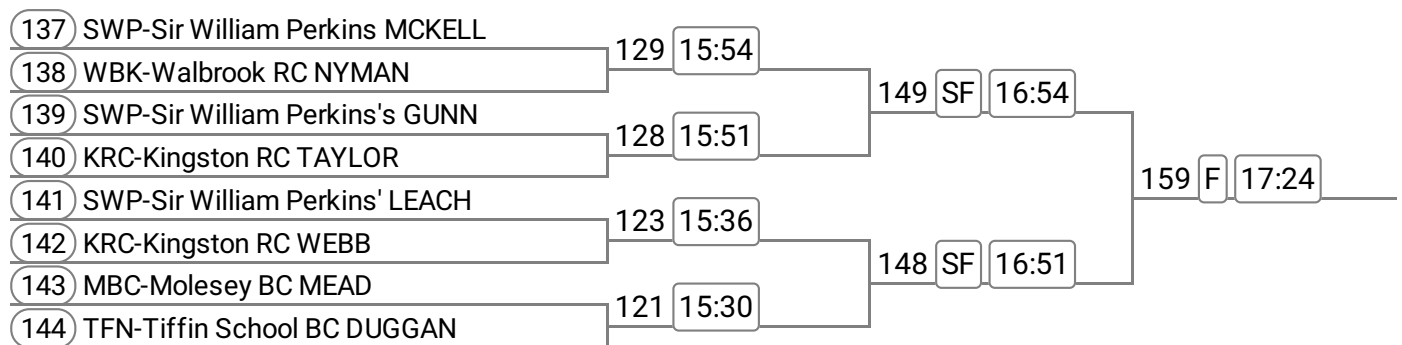 137 SWP-Sir William Perkins MCKELL
129 15:54
138 WBK-Walbrook RC NYMAN
149 SF 16:54
139 SWP-Sir William Perkins's GUNN
128 15:51
140 KRC-Kingston RC TAYLOR
159 F 17:24
141 SWP-Sir William Perkins' LEACH
123 15:36
142 KRC-Kingston RC WEBB
148 SF 16:51
143 MBC-Molesey BC MEAD
121 15:30
144 TFN-Tiffin School BC DUGGAN